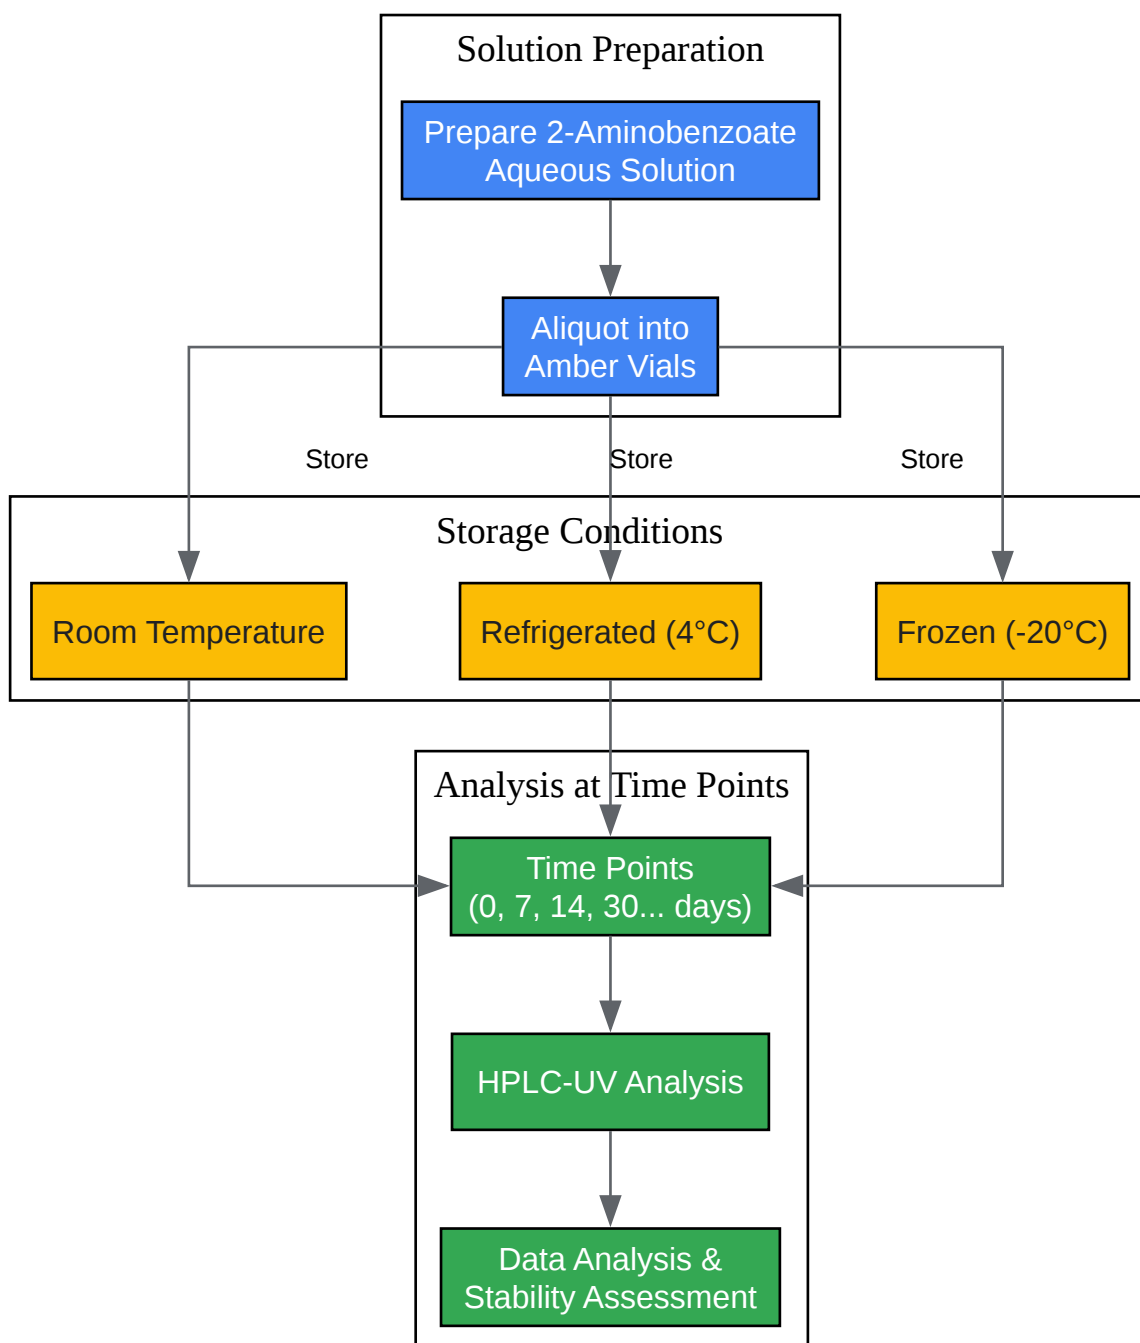 Solution Preparation
Prepare 2-Aminobenzoate
Aqueous Solution
Aliquot into
Amber Vials
Store
Store
Store
Storage Conditions
Room Temperature
Refrigerated (4°C)
Frozen (-20°C)
Analysis at Time Points
Time Points
(0, 7, 14, 30... days)
HPLC-UV Analysis
Data Analysis &
Stability Assessment